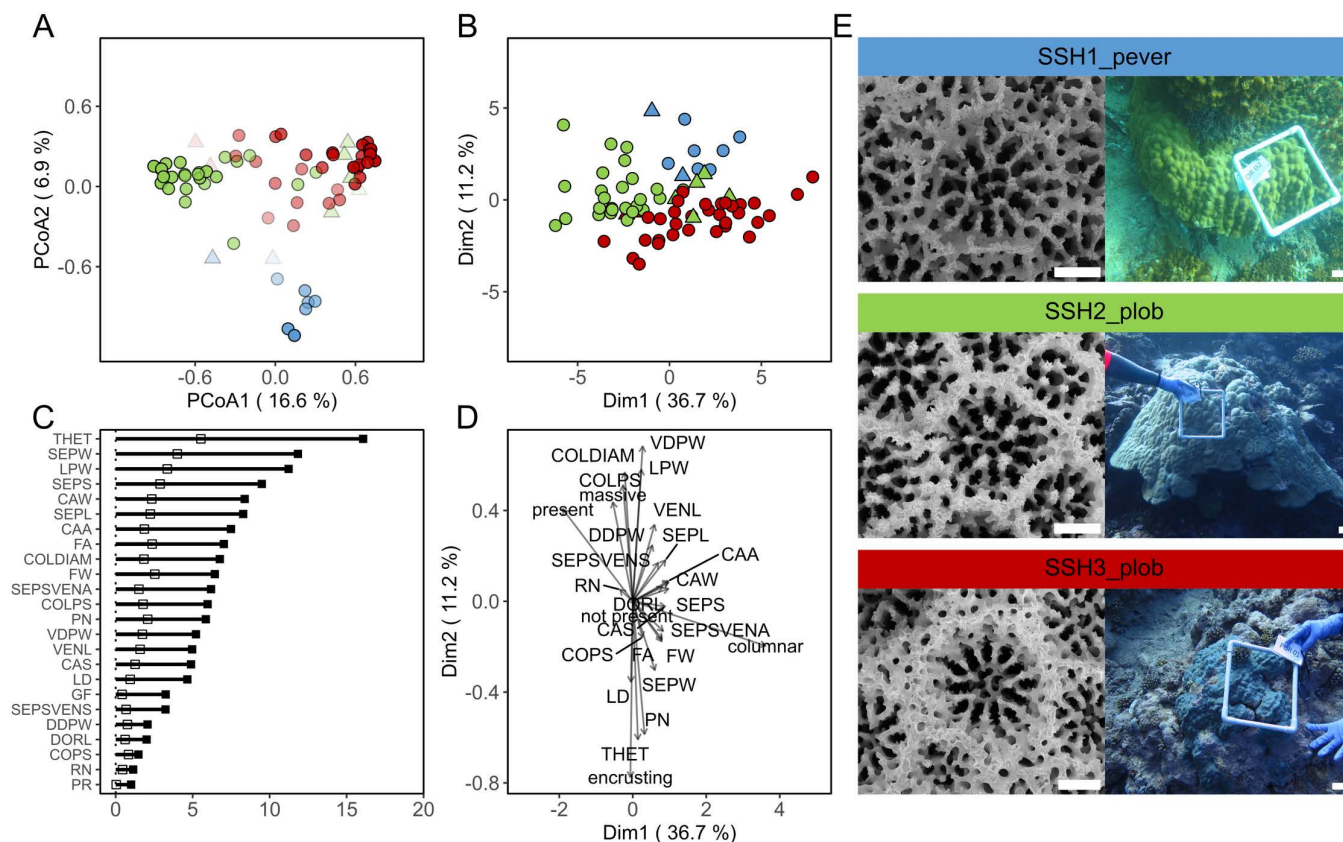 A
PCoA2 ( 6.9 %)
0.6
0.0
-0.6
-0.6
0.0
0.6
PCoA1 ( 16.6 %)
B
Dim2 ( 11.2 %)
5
0
-5
-5
0
5
Dim1 ( 36.7 %)
C
THET
SEPW
LPW
SEPS
CAW
SEPL
CAA
FA
COLDIAM
FW
SEPSVENA
COLPS
PN
VDPW
VENL
CAS
LD
GF
SEPSVENS
DDPW
DORL
COPS
RN
PR
0
5
10
15
20
D
Dim2 ( 11.2 %)
0.4
0.0
-0.4
-0.8
VDPW
COLDIAM
LPW
COLPS
massive
present
VENL
DDPW
SEPL
SEPSVENS
CAA
RN
CAW
DORL
SEPS
not present
CAS
SEPSVENA
columnar
COPS
FA
FW
LD
SEPW
PN
THET
encrusting
-2
0
2
4
Dim1 ( 36.7 %)
E
SSH1_pever
SSH2_plob
SSH3_plob